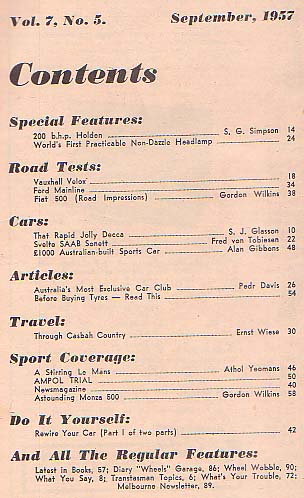 Vol. 7, No. 5. September, 1957
Contents
Special Features:
200 b.h.p. Holden S. G. Simpson 14
World's First Practicable Non-Dazzle Headlamp 24
Road Tests:
Vauxhall Velox 18
Ford Mainline 34
Fiat 500 (Road Impressions) Gordon Wilkins 38
Cars:
That Rapid Jolly Decca S. J. Glasson 10
Svelte SAAB Sonett Fred von Tobiesen 22
£1000 Australian-built Sports Car Alan Gibbons 48
Articles:
Australia's Most Exclusive Car Club Pedr Davis 26
Before Buying Tyres — Read This 54
Travel:
Through Casbah Country Ernst Wiese 30
Sport Coverage:
A Stirring Le Mans Athol Yeomans 46
AMPOL TRIAL 50
Newsmagazine 40
Astounding Monza 500 Gordon Wilkins 58
Do It Yourself:
Rewire Your Car (Part 1 of two parts) 42
And All The Regular Features:
Latest in Books, 57; Diary "Wheels" Garage, 86; Wheel Wobble, 90;
What You Say, 8; Transtasman Topics, 6; What's Your Trouble, 72;
Melbourne Newsletter, 89.